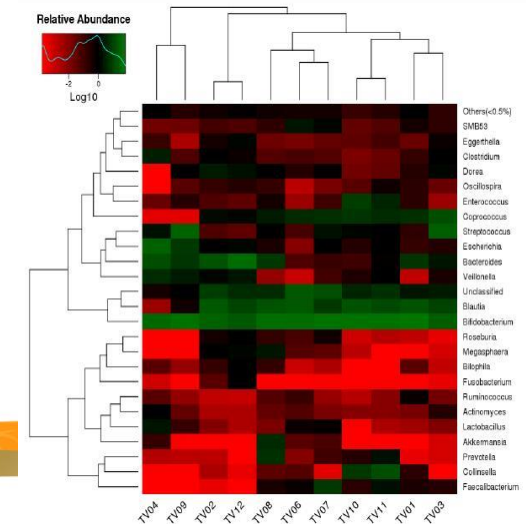 Relative Abundance
-2 0
Log10
Others(<0.5%)
SMB53
Eggerthella
Clostridium
Dorea
Oscillospira
Enterococcus
Coprococcus
Streptococcus
Escherichia
Bacteroides
Veillonella
Unclassified
Blautia
Bifidobacterium
Roseburia
Megasphaera
Bilophila
Fusobacterium
Ruminococcus
Actinomyces
Lactobacillus
Akkermansia
Prevotella
Collinsella
Faecalibacterium
TV04 TV09 TV02 TV12 TV08 TV06 TV07 TV10 TV11 TV01 TV03